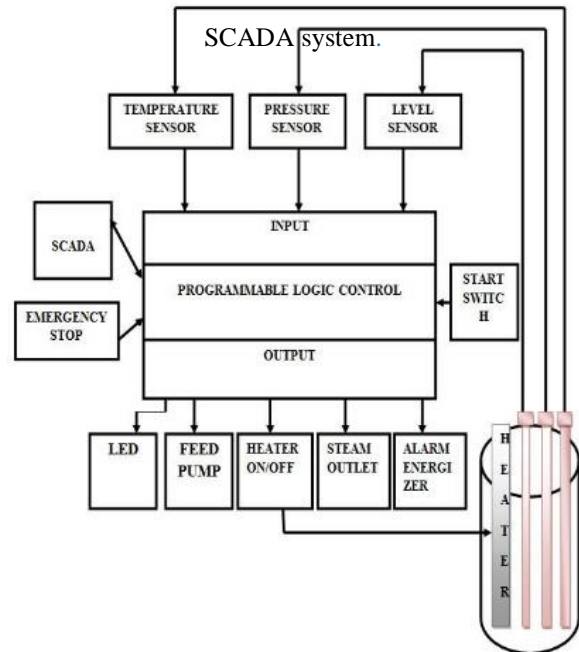 SCADA system.
TEMPERATURE
SENSOR
PRESSURE
SENSOR
LEVEL
SENSOR
INPUT
SCADA
PROGRAMMABLE LOGIC CONTROL
START
SWITC
H
EMERGENCY
STOP
OUTPUT
LED
FEED
PUMP
HEATER
ON/OFF
STEAM
OUTLET
ALARM
ENERGI
ZER
H
E
A
T
E
R